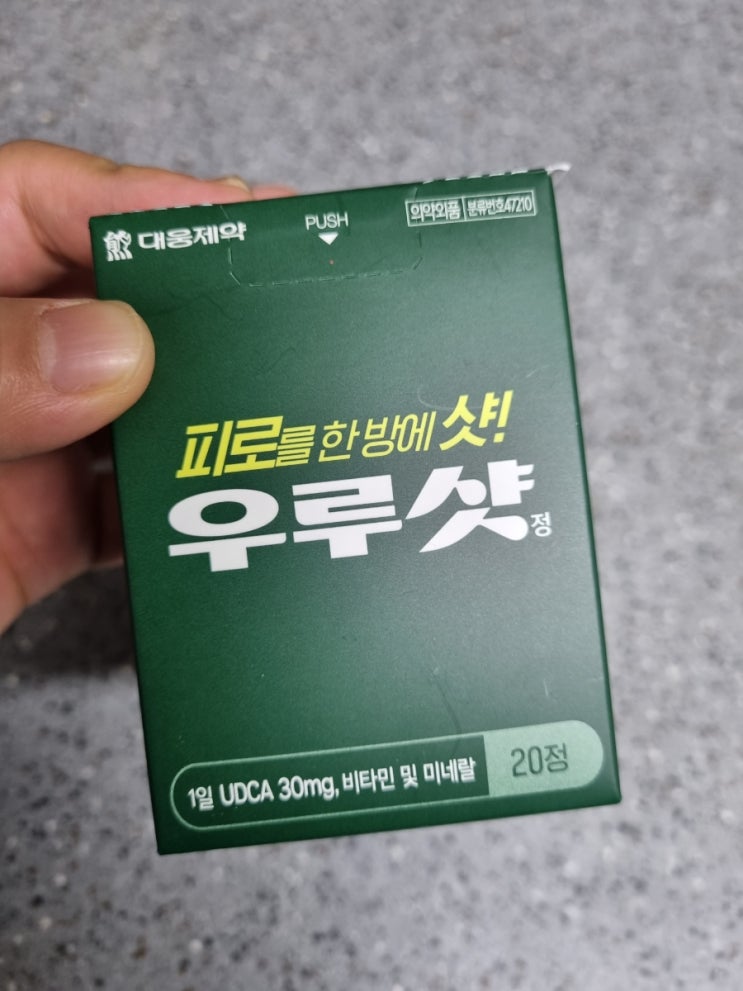 대웅제약
PUSH
의약외품 분류번호47210
피로를 한 방에 샷!
우루샷정
1일 UDCA 30mg, 비타민 및 미네랄
20정